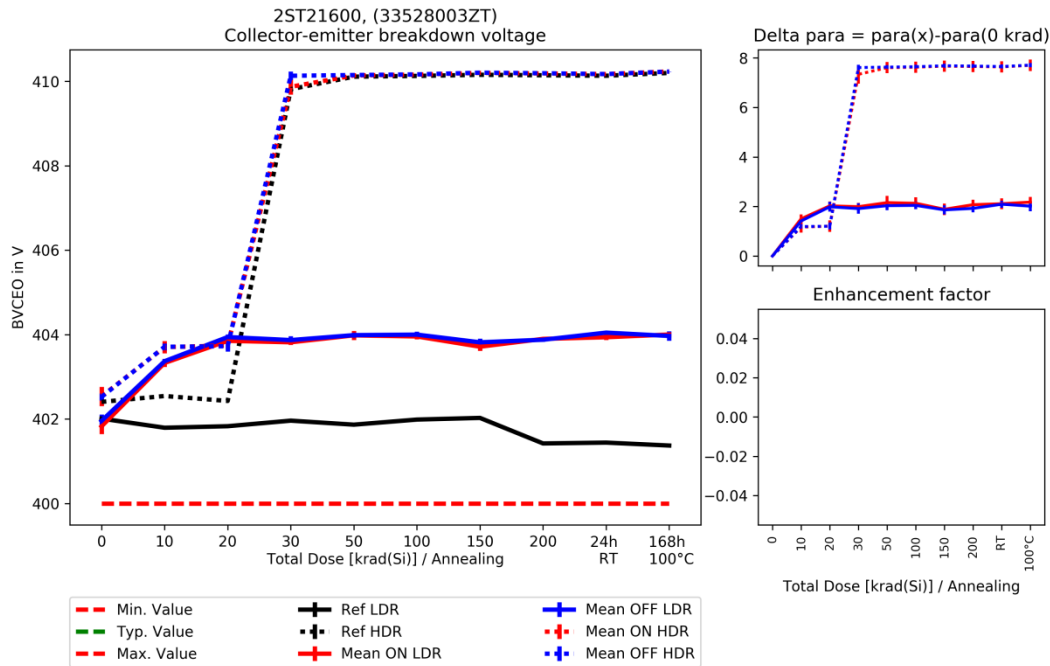 2ST21600, (33528003ZT)
Collector-emitter breakdown voltage
BVCEO in V
410
408
406
404
402
400
0 10 20 30 50 100 150 200 24h 168h
RT 100°C
Total Dose [krad(Si)] / Annealing
Delta para = para(x)-para(0 krad)
8
6
4
2
0
Enhancement factor
0.04
0.02
0.00
−0.02
−0.04
0 10 20 30 50 100 150 200 RT 100°C
Total Dose [krad(Si)] / Annealing
Min. Value
Typ. Value
Max. Value
Ref LDR
Ref HDR
Mean ON LDR
Mean OFF LDR
Mean ON HDR
Mean OFF HDR